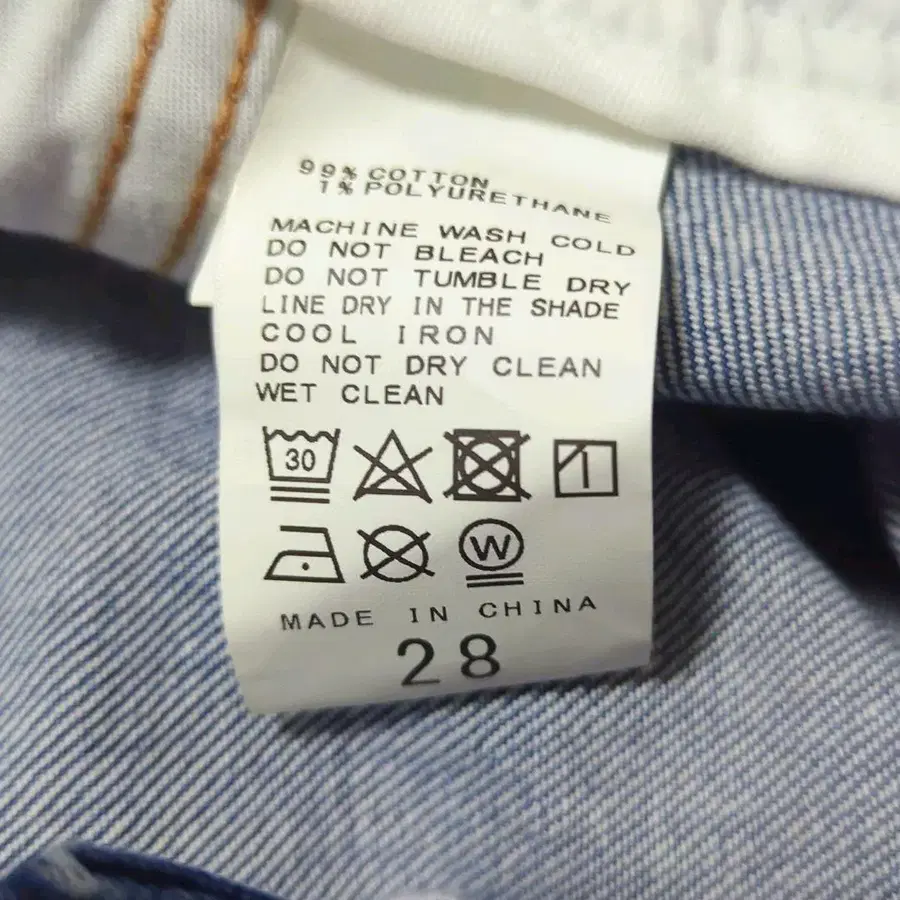 99% COTTON
1% POLYURETHANE
MACHINE WASH COLD
DO NOT BLEACH
DO NOT TUMBLE DRY
LINE DRY IN THE SHADE
COOL IRON
DO NOT DRY CLEAN
WET CLEAN
30
W
MADE IN CHINA
28